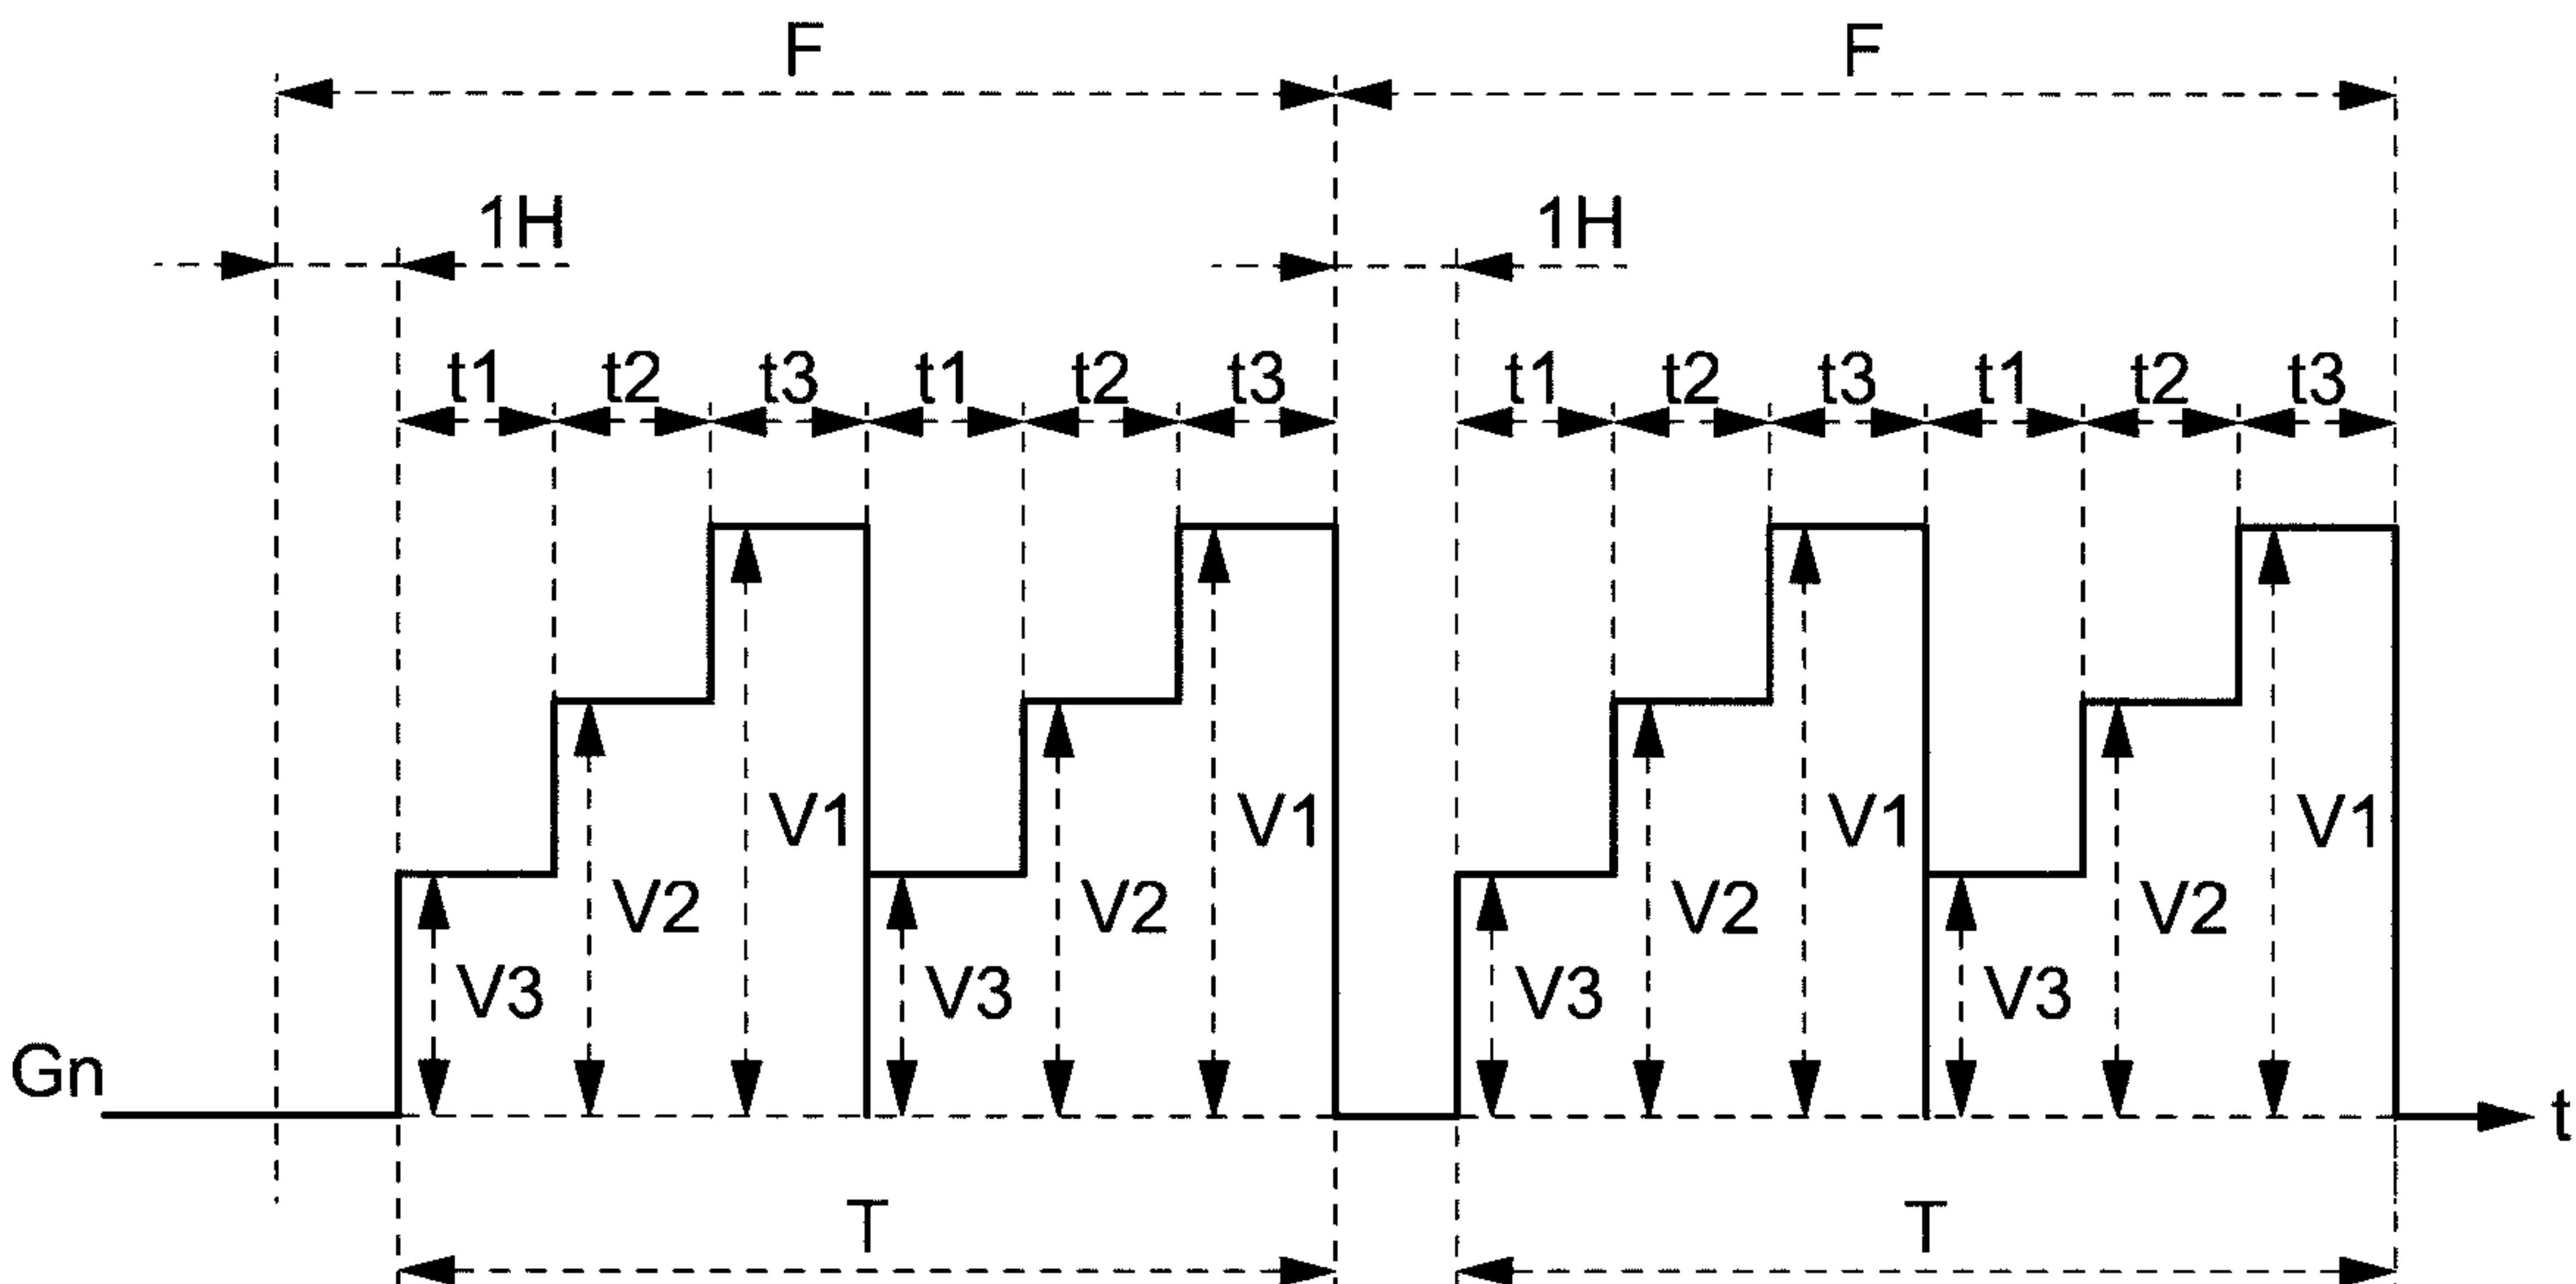 F F
1H 1H
t1 t2 t3 t1 t2 t3 t1 t2 t3 t1 t2 t3
V1 V1 V1 V1
V2 V2 V2 V2
V3 V3 V3 V3
Gn t
T T